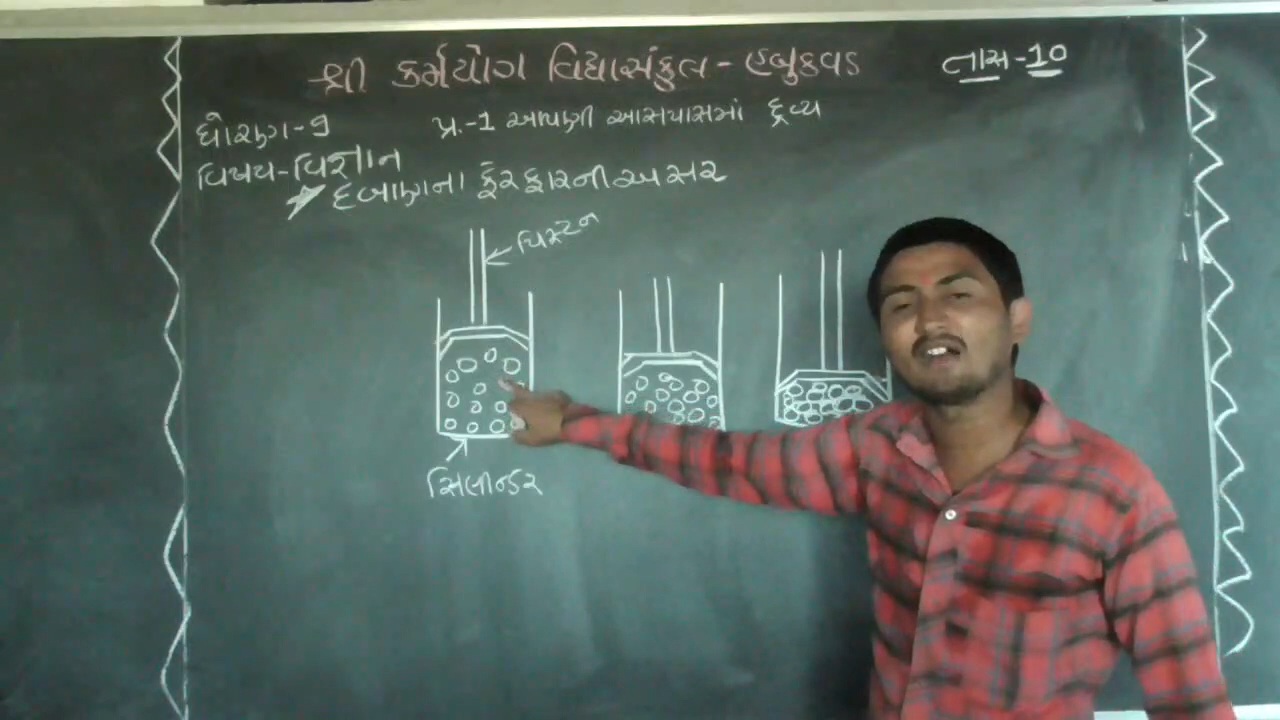 શ્રી કર્મયોગ વિદ્યાસંકુલ - હબુકવડ
તાસ-10
ધોરણ-9
પ્ર.-1 આપણી આસપાસમાં દ્રવ્ય
વિષય-વિજ્ઞાન
દબાણના ફેરફારની અસર
પિસ્ટન
સિલીન્ડર